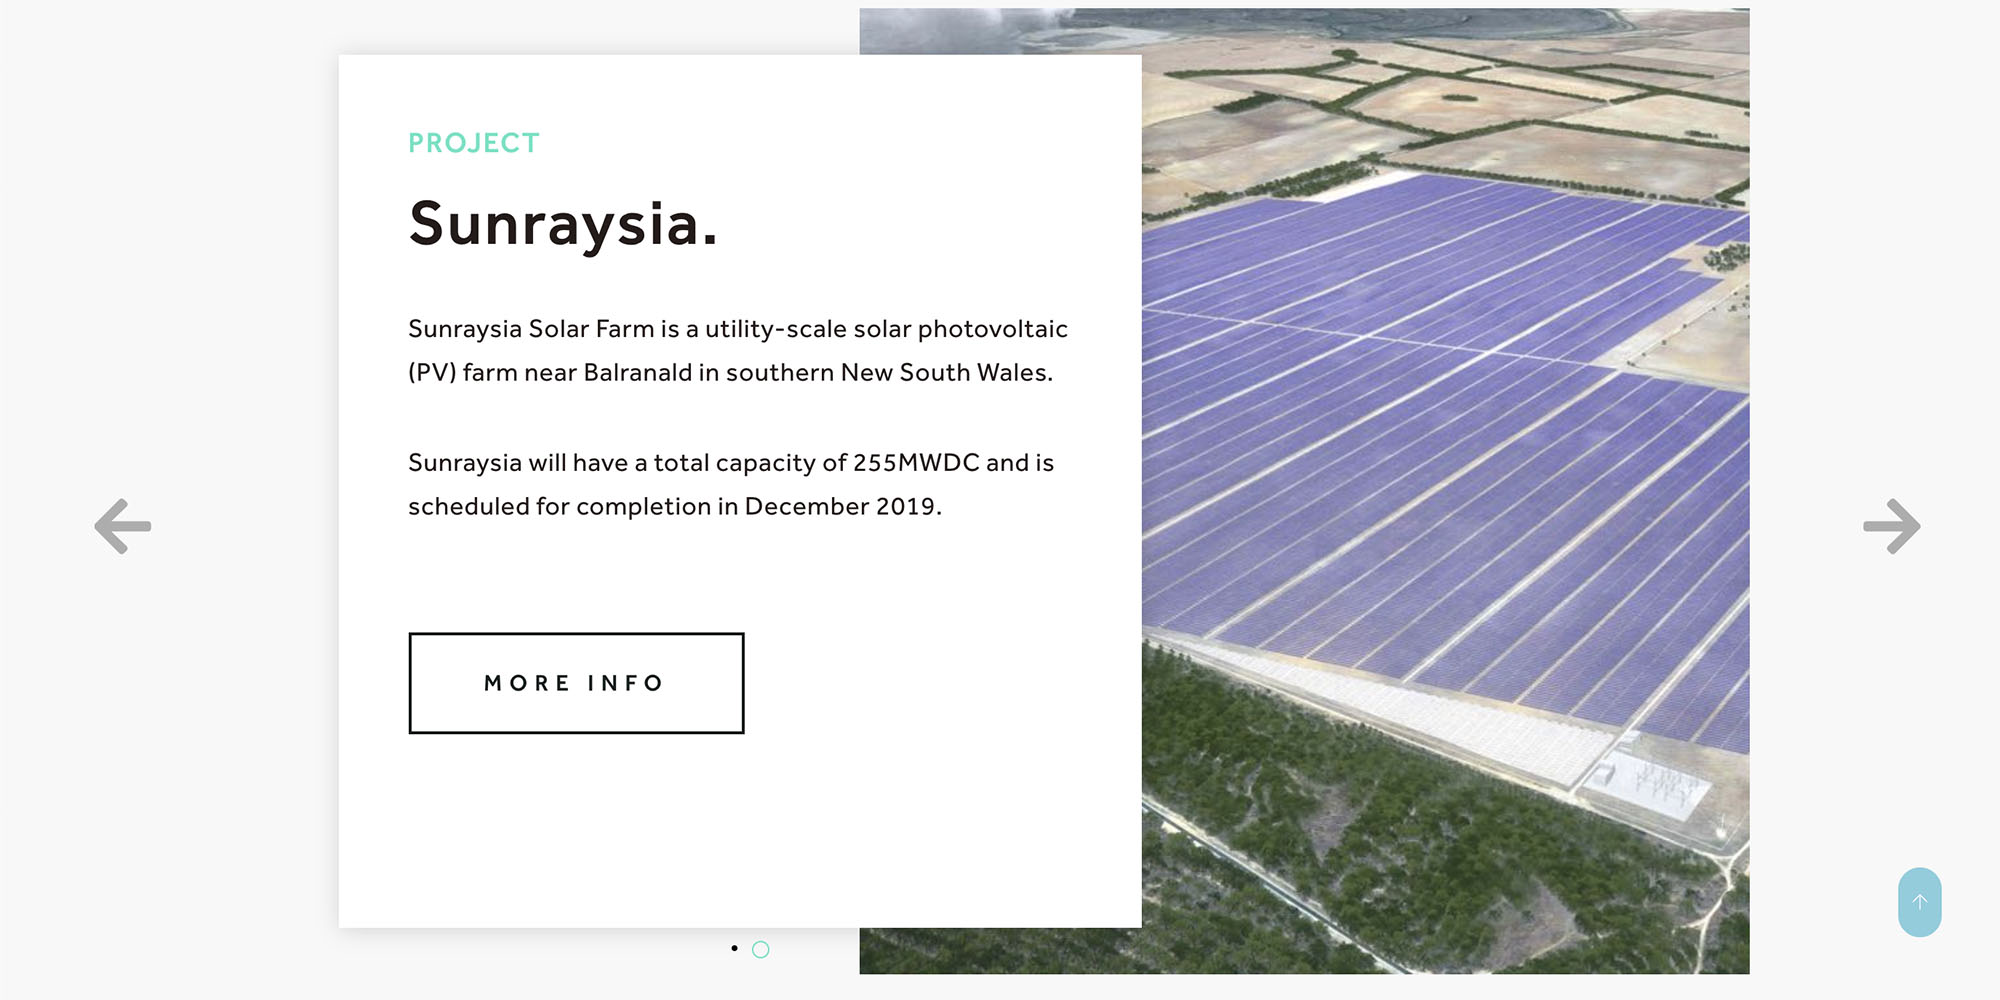 PROJECT
Sunraysia.
Sunraysia Solar Farm is a utility-scale solar photovoltaic
(PV) farm near Balranald in southern New South Wales.
Sunraysia will have a total capacity of 255MWDC and is
scheduled for completion in December 2019.
MORE INFO